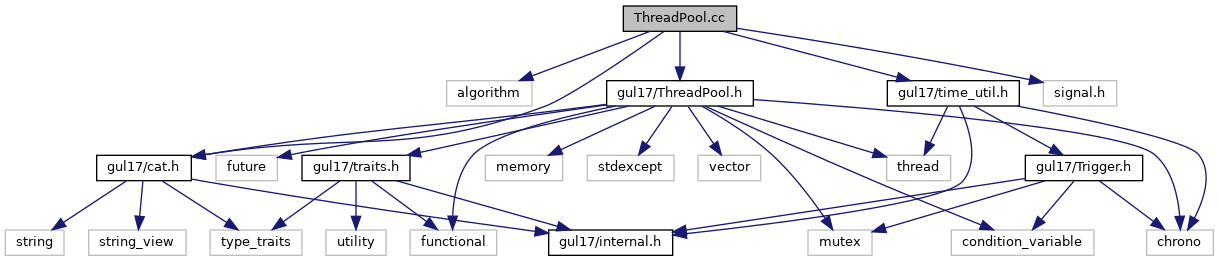 ThreadPool.cc
algorithm
gul17/ThreadPool.h
gul17/time_util.h
signal.h
gul17/cat.h
future
gul17/traits.h
memory
stdexcept
vector
thread
gul17/Trigger.h
string
string_view
type_traits
utility
functional
gul17/internal.h
mutex
condition_variable
chrono